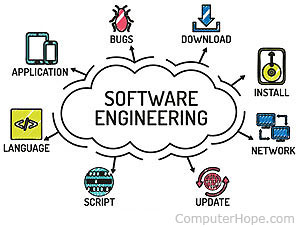 BUGS
DOWNLOAD
APPLICATION
INSTALL
SOFTWARE
ENGINEERING
LANGUAGE
</>
NETWORK
SCRIPT
UPDATE
ComputerHope.com